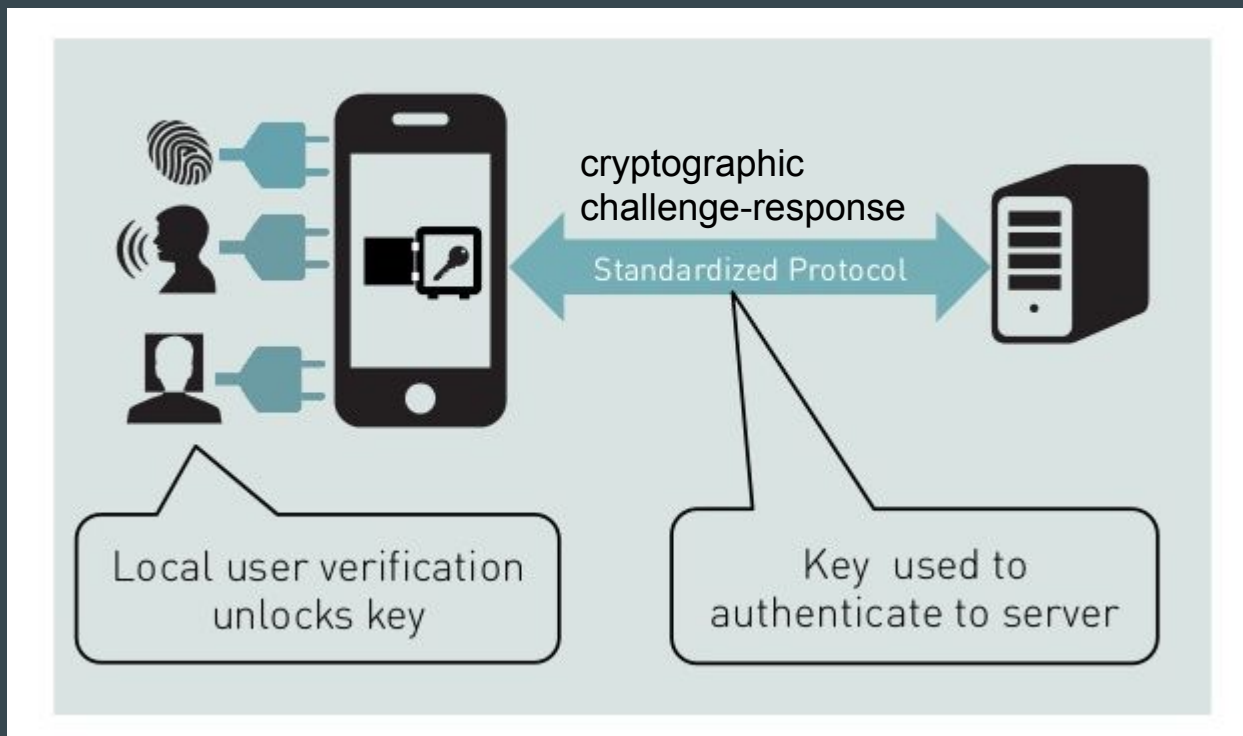 cryptographic
challenge-response
Standardized Protocol
Local user verification
unlocks key
Key used to
authenticate to server